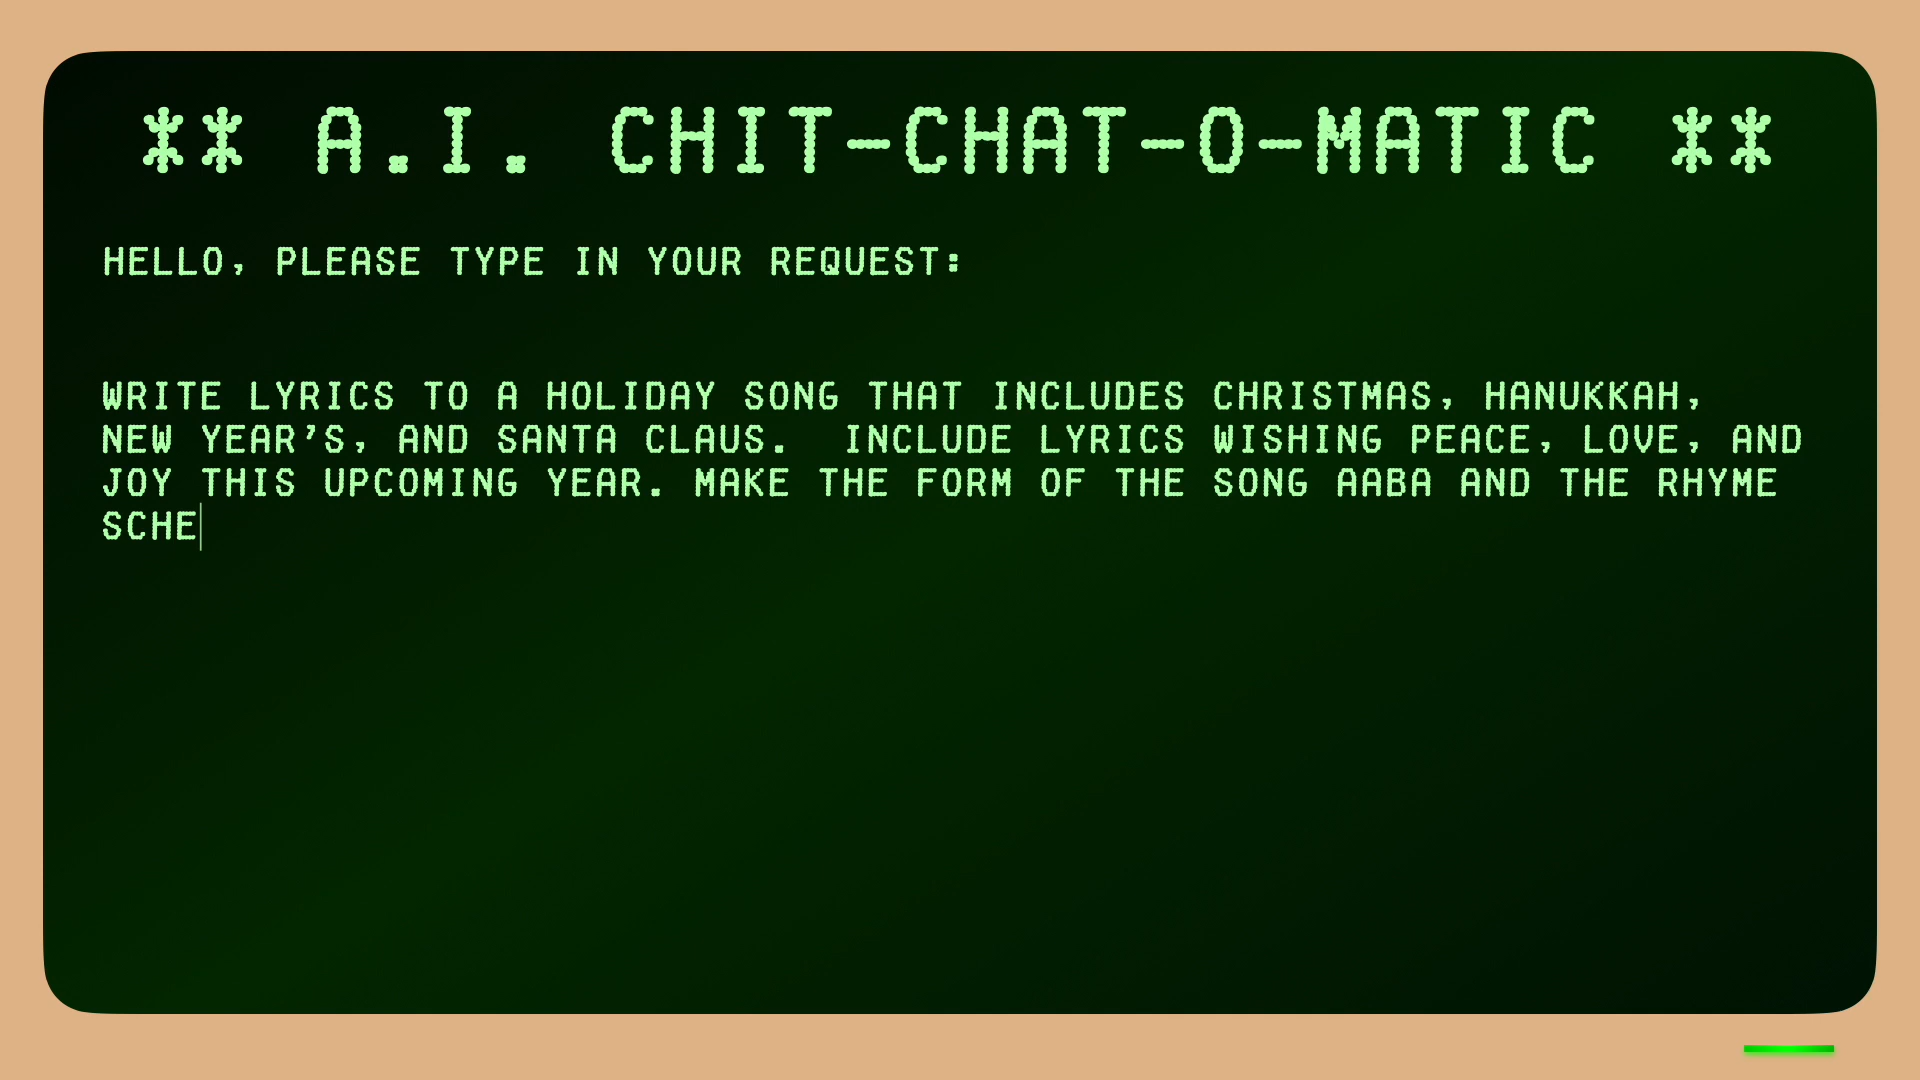 ** A.I. CHIT-CHAT-O-MATIC **
HELLO, PLEASE TYPE IN YOUR REQUEST:
WRITE LYRICS TO A HOLIDAY SONG THAT INCLUDES CHRISTMAS, HANUKKAH,
NEW YEAR'S, AND SANTA CLAUS.  INCLUDE LYRICS WISHING PEACE, LOVE, AND
JOY THIS UPCOMING YEAR. MAKE THE FORM OF THE SONG AABA AND THE RHYME
SCHE